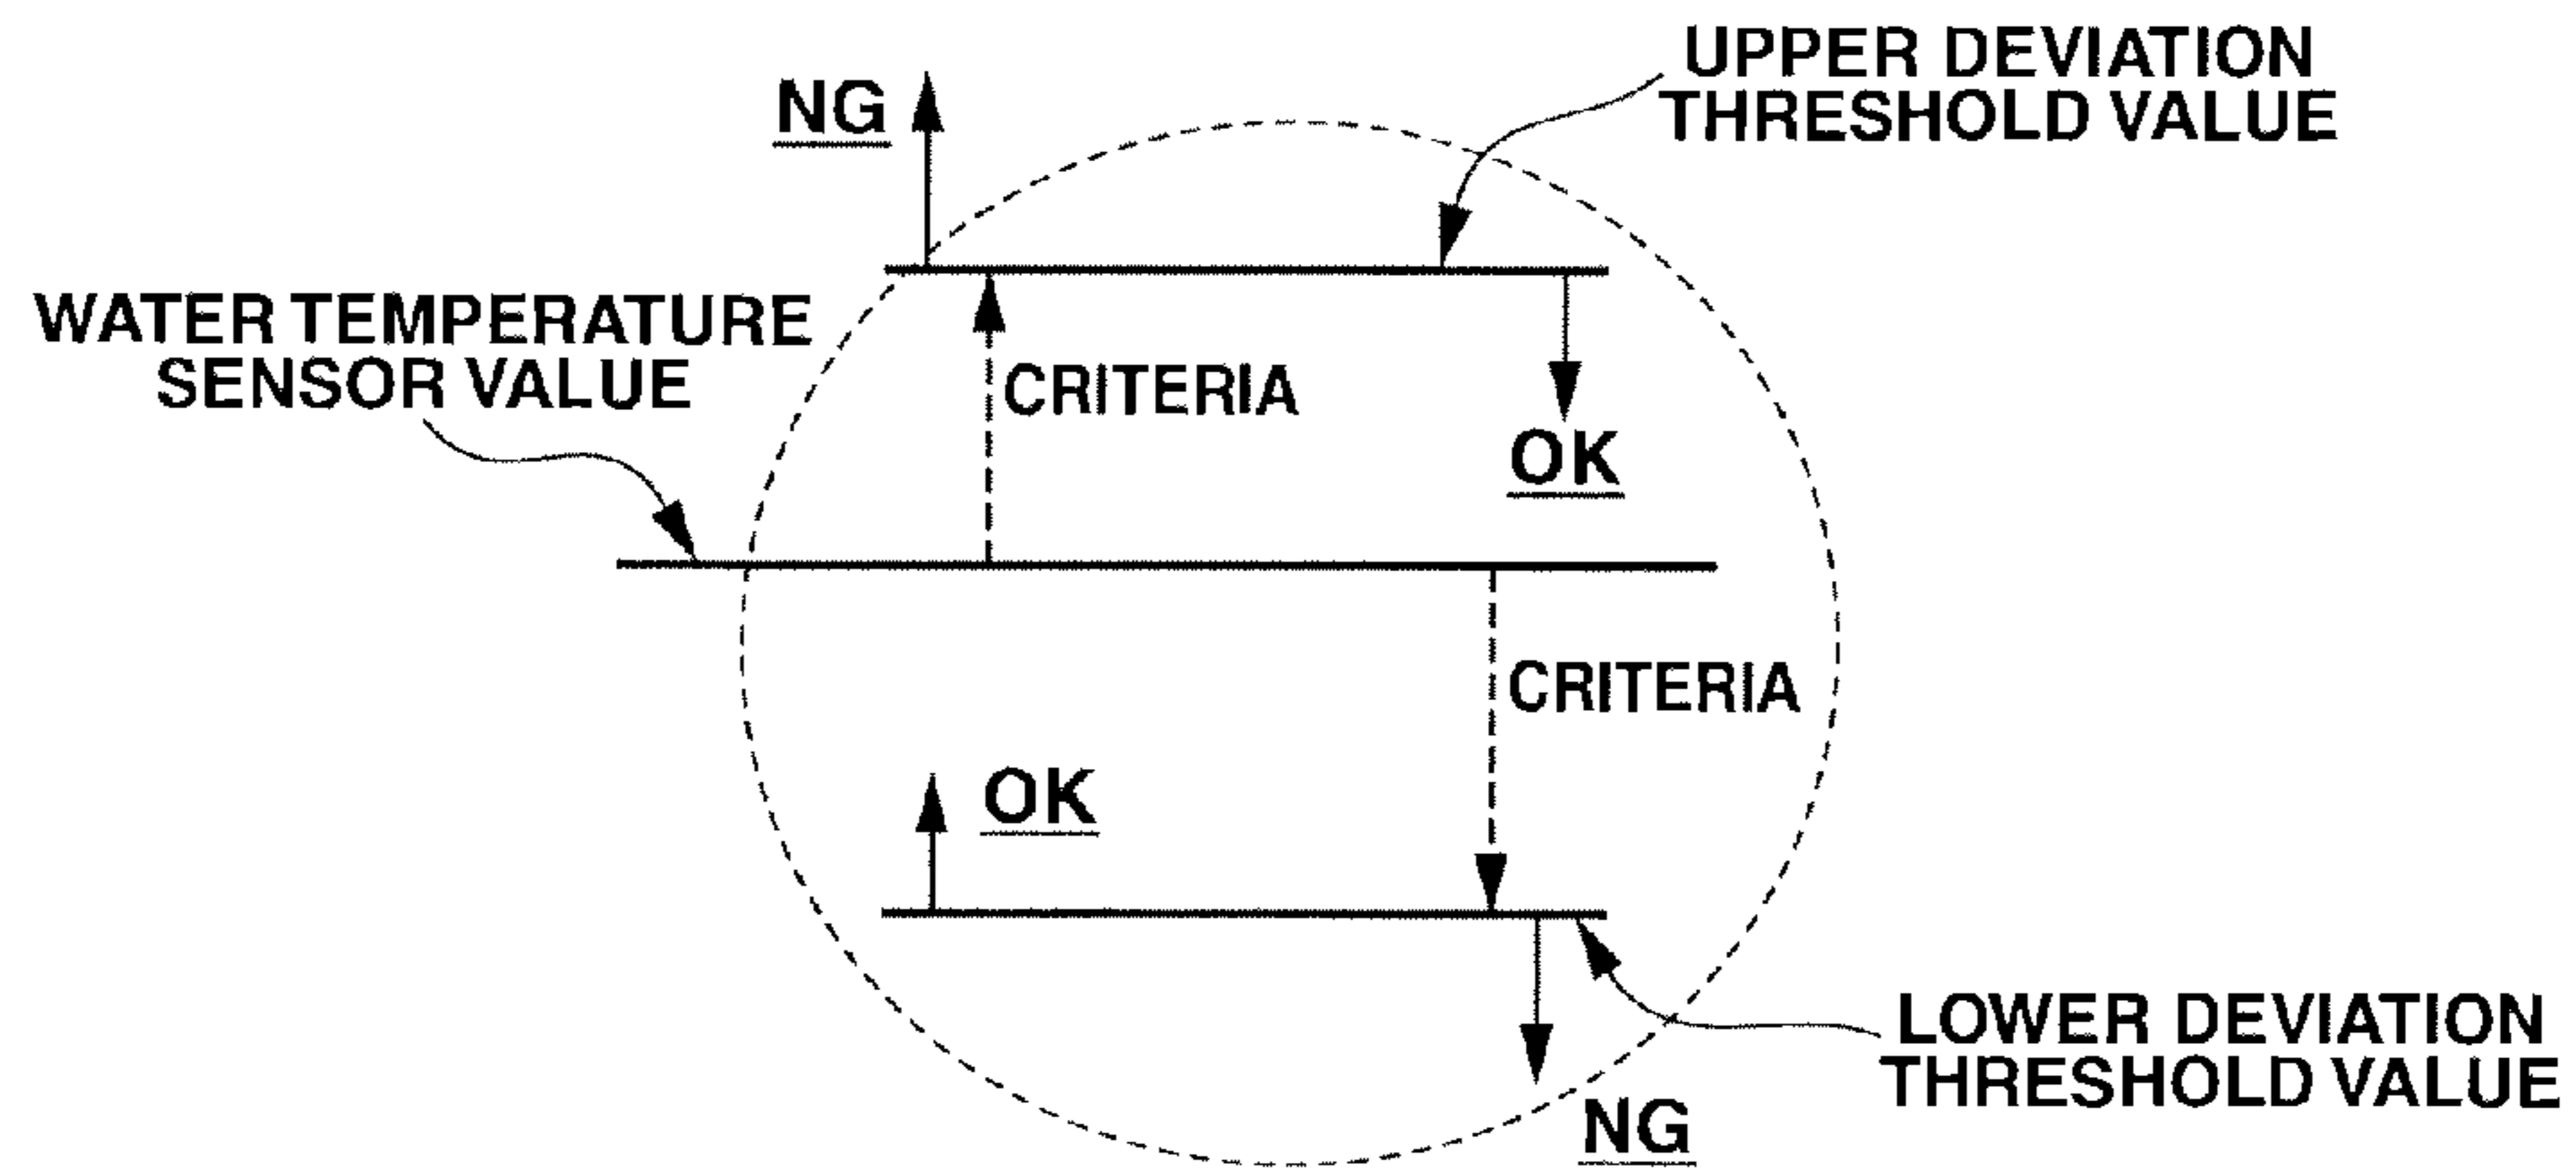 UPPER DEVIATION
THRESHOLD VALUE
NG
WATER TEMPERATURE
SENSOR VALUE
CRITERIA
OK
CRITERIA
OK
LOWER DEVIATION
THRESHOLD VALUE
NG